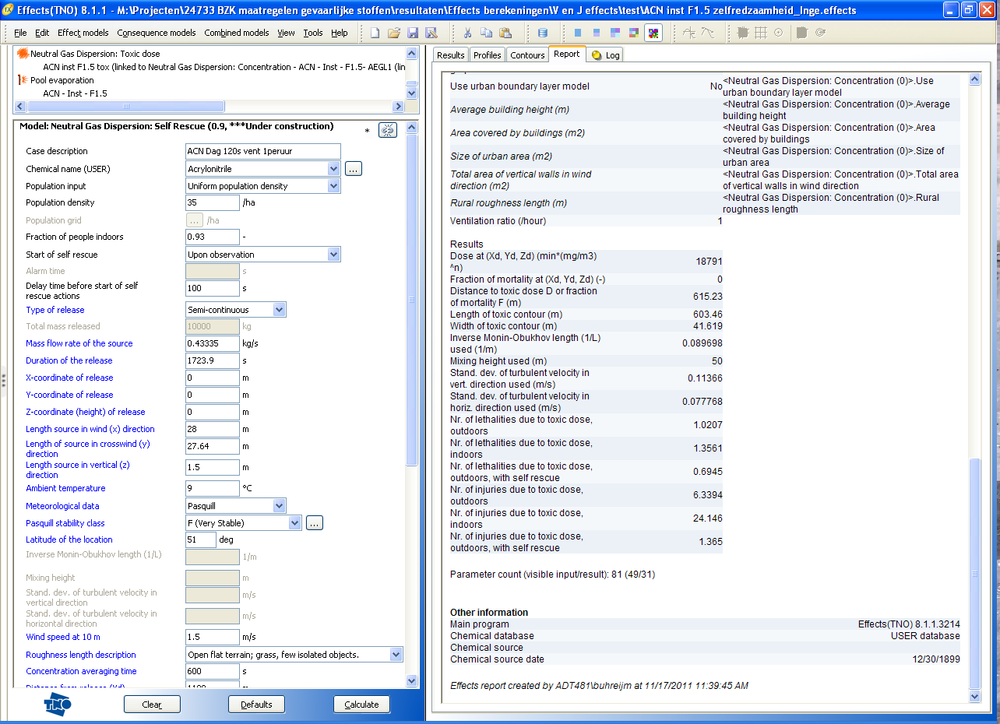 Effects(TNO) 8.1.1 - M:\Projecten\24733 BZK maatregelen gevaarlijke stoffen\resultaten\Effects berekeningen\W en J effects\test\ACN inst F1.5 zelfredzaamheid_Inge.effects
File Edit Effect models Consequence models Combined models View Tools Help
Neutral Gas Dispersion: Toxic dose
ACN inst F1.5 tox (linked to Neutral Gas Dispersion: Concentration - ACN - Inst - F1.5- AEGL1 (lin
Pool evaporation
ACN - Inst - F1.5
Model: Neutral Gas Dispersion: Self Rescue (0.9, ***Under construction) *
Case description ACN Dag 120s vent 1peruur
Chemical name (USER) Acrylonitrile ...
Population input Uniform population density
Population density 35 /ha
Population grid ... /ha
Fraction of people indoors 0.93 -
Start of self rescue Upon observation
Alarm time s
Delay time before start of self
rescue actions 100 s
Type of release Semi-continuous
Total mass released 10000 kg
Mass flow rate of the source 0.43335 kg/s
Duration of the release 1723.9 s
X-coordinate of release 0 m
Y-coordinate of release 0 m
Z-coordinate (height) of release 0 m
Length source in wind (x) direction 28 m
Length of source in crosswind (y)
direction 27.64 m
Length source in vertical (z)
direction 1.5 m
Ambient temperature 9 °C
Meteorological data Pasquill
Pasquill stability class F (Very Stable) ...
Latitude of the location 51 deg
Inverse Monin-Obukhov length (1/L) 1/m
Mixing height m
Stand. dev. of turbulent velocity in
vertical direction m/s
Stand. dev. of turbulent velocity in
horizontal direction m/s
Wind speed at 10 m 1.5 m/s
Roughness length description Open flat terrain; grass, few isolated objects.
Concentration averaging time 600 s
Distance from release (Xd) 1100 m
TNO Clear Defaults Calculate
Results Profiles Contours Report Log
Use urban boundary layer model No <Neutral Gas Dispersion: Concentration (0)>.Use
urban boundary layer model
Average building height (m) <Neutral Gas Dispersion: Concentration (0)>.Average
building height
Area covered by buildings (m2) <Neutral Gas Dispersion: Concentration (0)>.Area
covered by buildings
Size of urban area (m2) <Neutral Gas Dispersion: Concentration (0)>.Size of
urban area
Total area of vertical walls in wind <Neutral Gas Dispersion: Concentration (0)>.Total area
direction (m2) of vertical walls in wind direction
Rural roughness length (m) <Neutral Gas Dispersion: Concentration (0)>.Rural
roughness length
Ventilation ratio (/hour) 1
Results
Dose at (Xd, Yd, Zd) (min*(mg/m3)
^n) 18791
Fraction of mortality at (Xd, Yd, Zd) (-) 0
Distance to toxic dose D or fraction
of mortality F (m) 615.23
Length of toxic contour (m) 603.46
Width of toxic contour (m) 41.619
Inverse Monin-Obukhov length (1/L)
used (1/m) 0.089698
Mixing height used (m) 50
Stand. dev. of turbulent velocity in
vert. direction used (m/s) 0.11366
Stand. dev. of turbulent velocity in
horiz. direction used (m/s) 0.077768
Nr. of lethalities due to toxic dose,
outdoors 1.0207
Nr. of lethalities due to toxic dose,
indoors 1.3561
Nr. of lethalities due to toxic dose,
outdoors, with self rescue 0.6945
Nr. of injuries due to toxic dose,
outdoors 6.3394
Nr. of injuries due to toxic dose,
indoors 24.146
Nr. of injuries due to toxic dose,
outdoors, with self rescue 1.365
Parameter count (visible input/result): 81 (49/31)
Other information
Main program Effects(TNO) 8.1.1.3214
Chemical database USER database
Chemical source
Chemical source date 12/30/1899
Effects report created by ADT481\buhreijm at 11/17/2011 11:39:45 AM